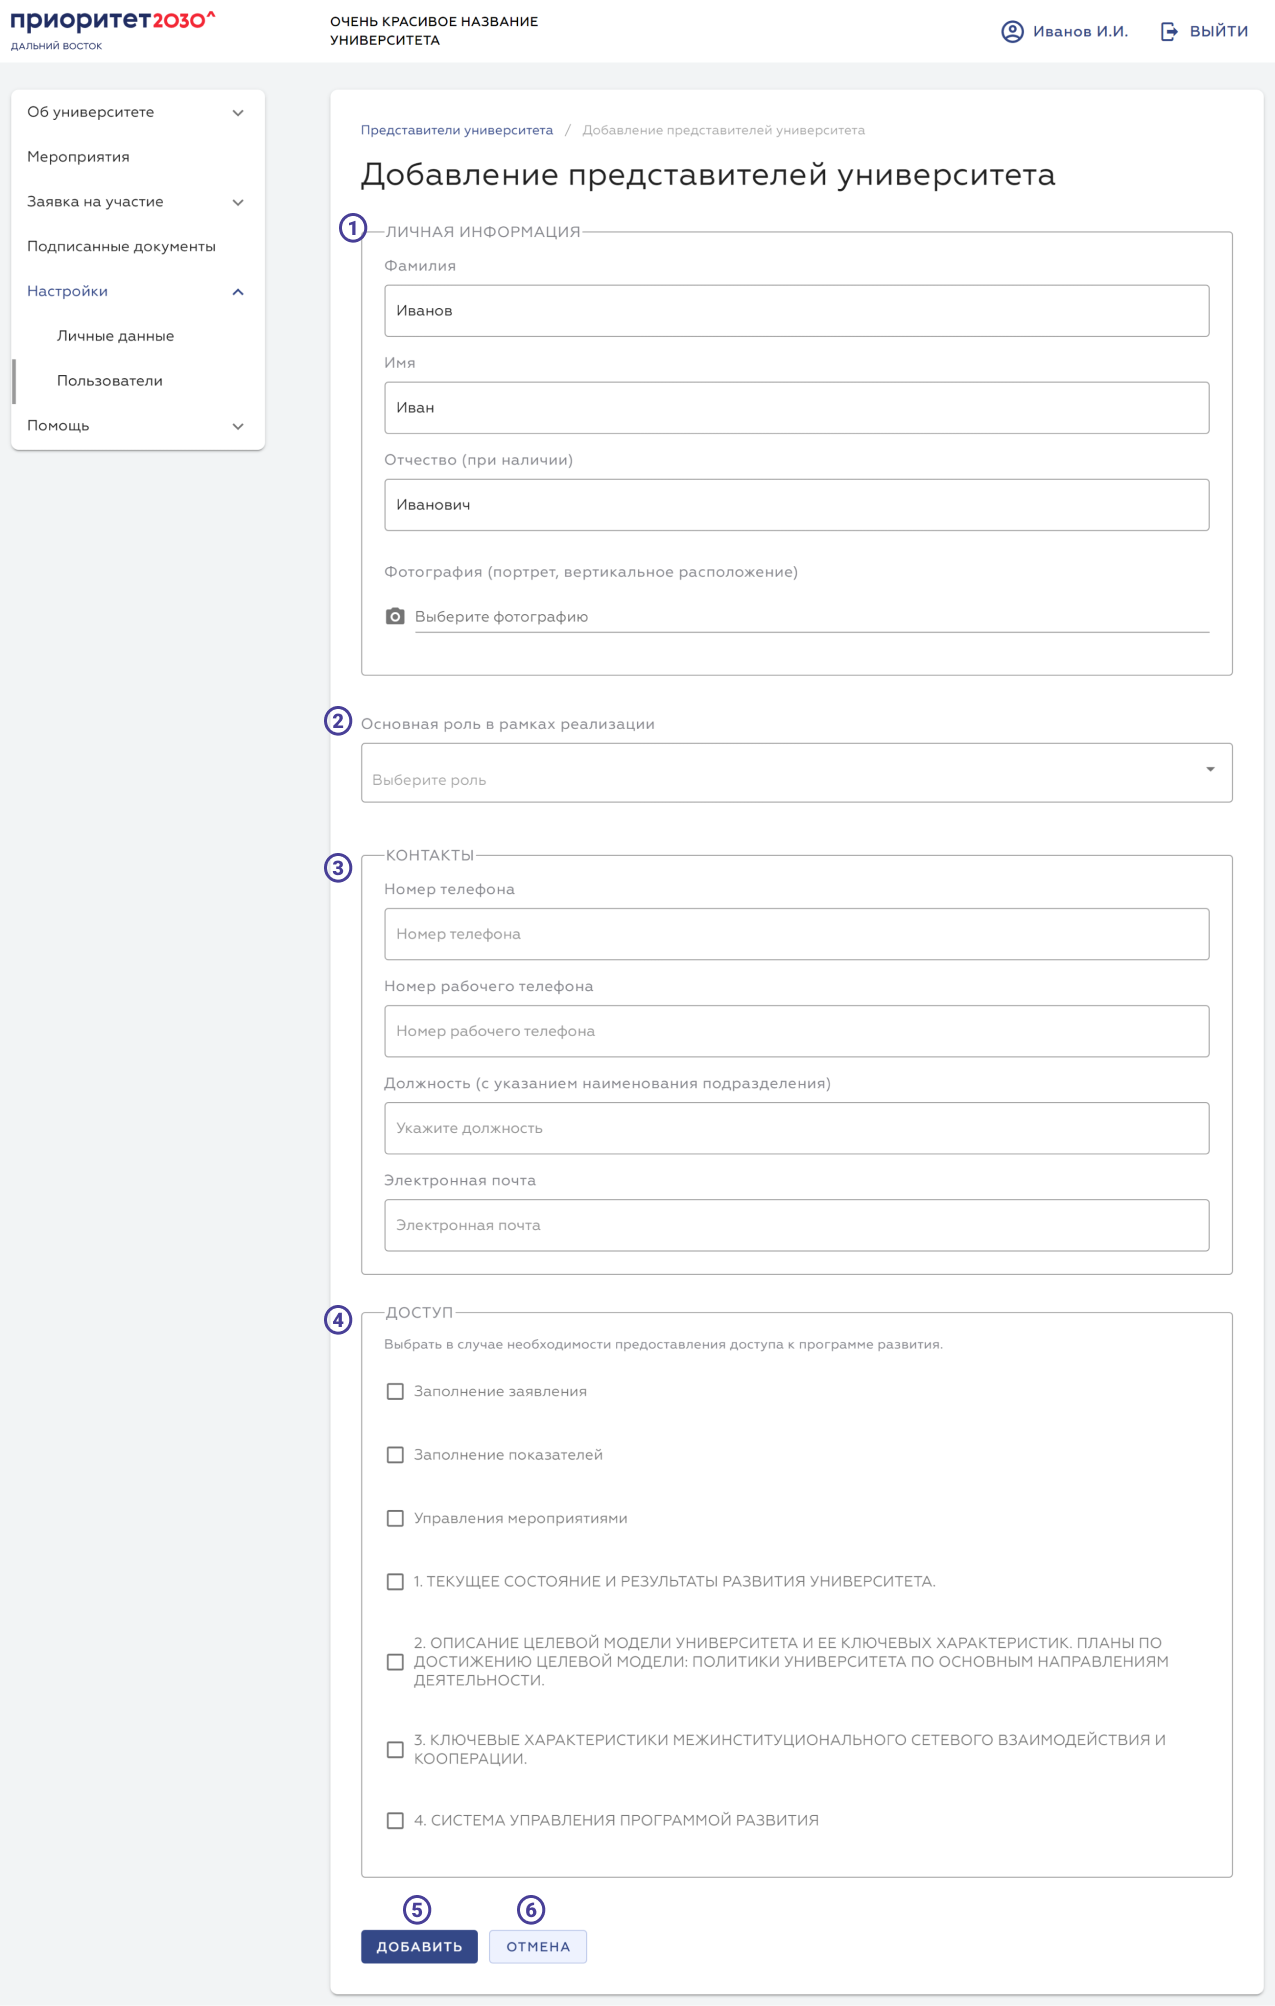 приоритет2030^
ДАЛЬНИЙ ВОСТОК
ОЧЕНЬ КРАСИВОЕ НАЗВАНИЕ
УНИВЕРСИТЕТА
Иванов И.И.
ВЫЙТИ
Об университете
Мероприятия
Заявка на участие
Подписанные документы
Настройки
Личные данные
Пользователи
Помощь
Представители университета / Добавление представителей университета
Добавление представителей университета
1
ЛИЧНАЯ ИНФОРМАЦИЯ
Фамилия
Иванов
Имя
Иван
Отчество (при наличии)
Иванович
Фотография (портрет, вертикальное расположение)
Выберите фотографию
2
Основная роль в рамках реализации
Выберите роль
3
КОНТАКТЫ
Номер телефона
Номер телефона
Номер рабочего телефона
Номер рабочего телефона
Должность (с указанием наименования подразделения)
Укажите должность
Электронная почта
Электронная почта
4
ДОСТУП
Выбрать в случае необходимости предоставления доступа к программе развития.
Заполнение заявления
Заполнение показателей
Управления мероприятиями
1. ТЕКУЩЕЕ СОСТОЯНИЕ И РЕЗУЛЬТАТЫ РАЗВИТИЯ УНИВЕРСИТЕТА.
2. ОПИСАНИЕ ЦЕЛЕВОЙ МОДЕЛИ УНИВЕРСИТЕТА И ЕЕ КЛЮЧЕВЫХ ХАРАКТЕРИСТИК. ПЛАНЫ ПО
ДОСТИЖЕНИЮ ЦЕЛЕВОЙ МОДЕЛИ: ПОЛИТИКИ УНИВЕРСИТЕТА ПО ОСНОВНЫМ НАПРАВЛЕНИЯМ
ДЕЯТЕЛЬНОСТИ.
3. КЛЮЧЕВЫЕ ХАРАКТЕРИСТИКИ МЕЖИНСТИТУЦИОНАЛЬНОГО СЕТЕВОГО ВЗАИМОДЕЙСТВИЯ И
КООПЕРАЦИИ.
4. СИСТЕМА УПРАВЛЕНИЯ ПРОГРАММОЙ РАЗВИТИЯ
5
6
ДОБАВИТЬ
ОТМЕНА